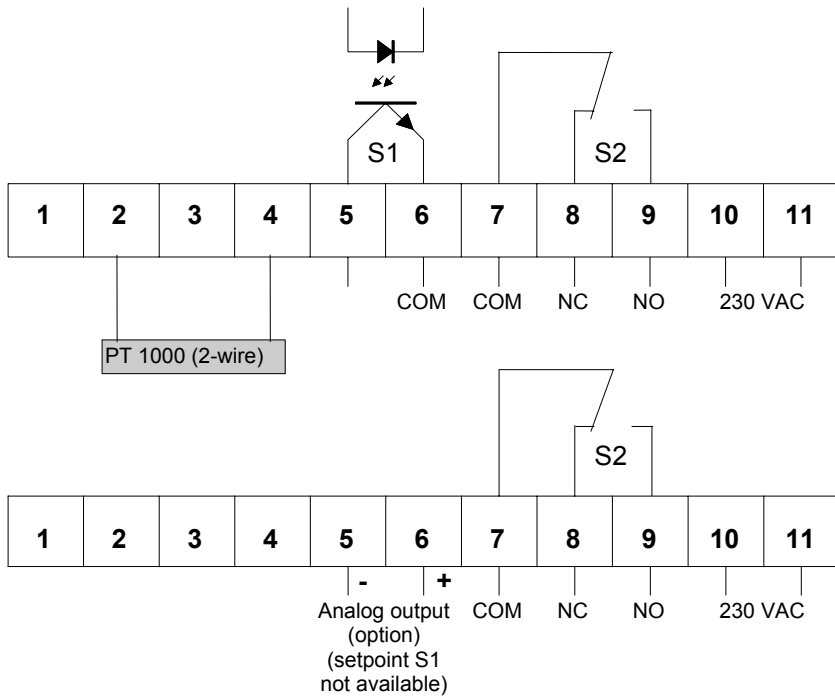 S1
S2
1 2 3 4 5 6 7 8 9 10 11
COM COM NC NO 230 VAC
PT 1000 (2-wire)
S2
1 2 3 4 5 6 7 8 9 10 11
- +
Analog output COM NC NO 230 VAC
(option)
(setpoint S1
not available)